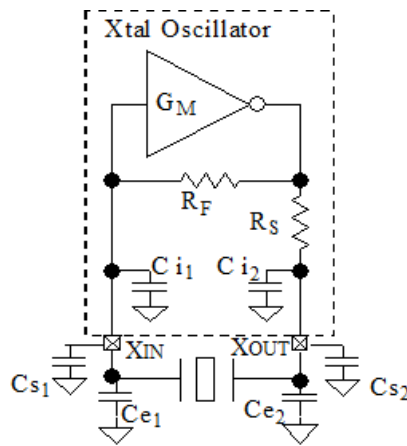 Xtal Oscillator
GM
RF
RS
Ci1 Ci2
XIN XOUT
Cs1 Cs2
Ce1 Ce2